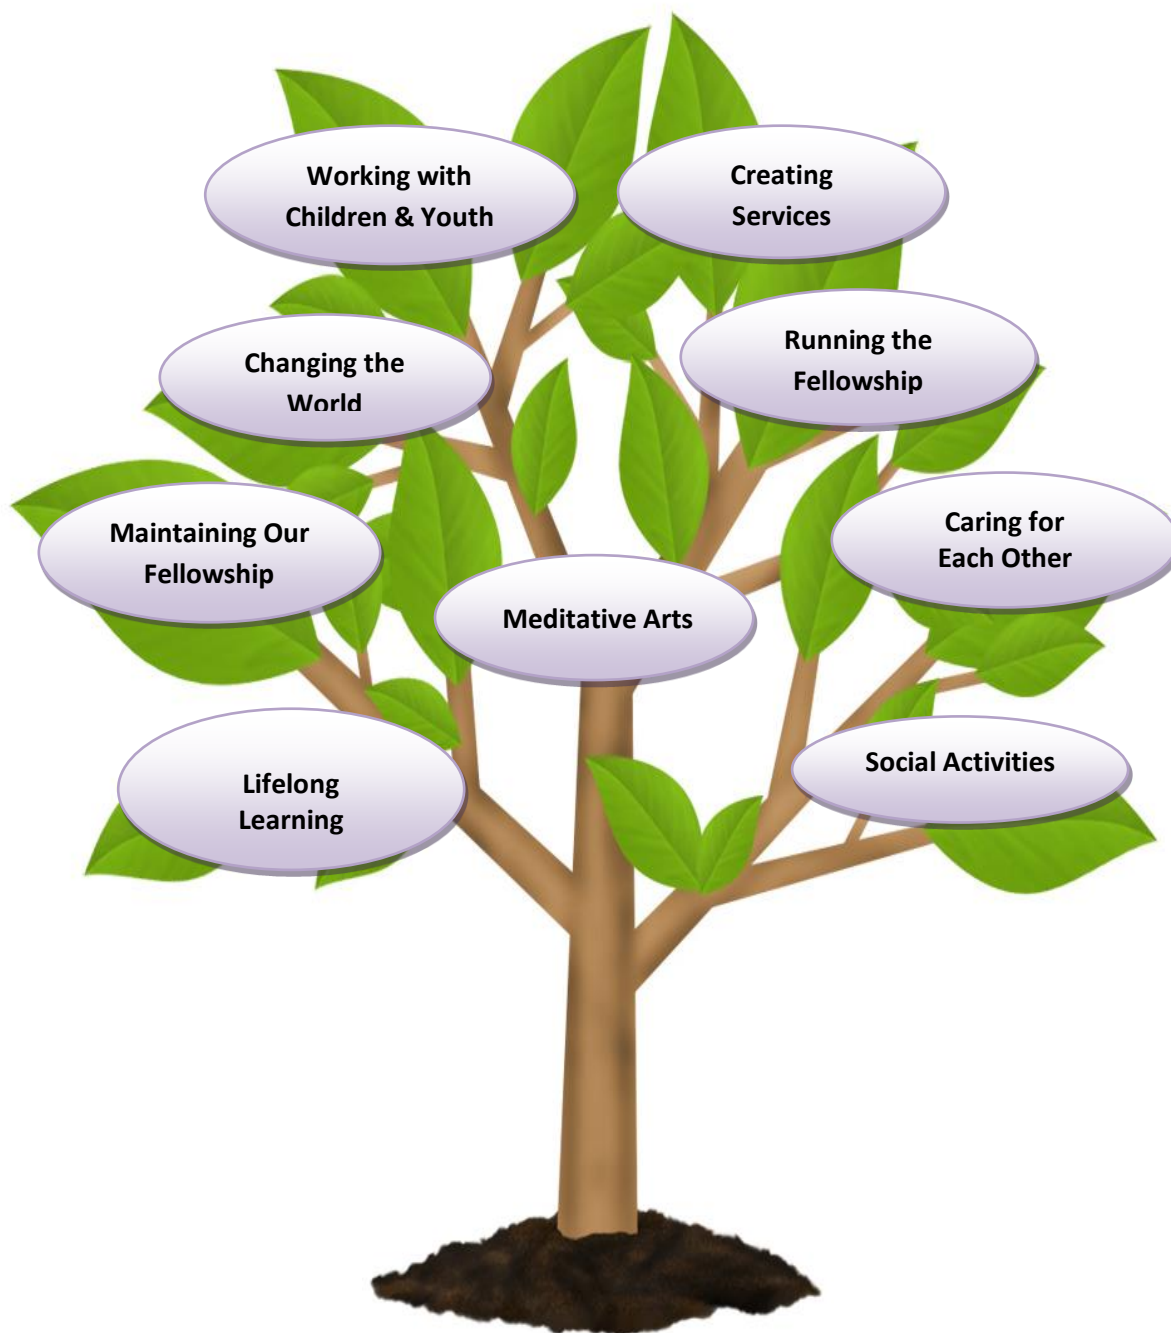 Working with
Children & Youth
Creating
Services
Changing the
World
Running the
Fellowship
Maintaining Our
Fellowship
Caring for
Each Other
Meditative Arts
Lifelong
Learning
Social Activities